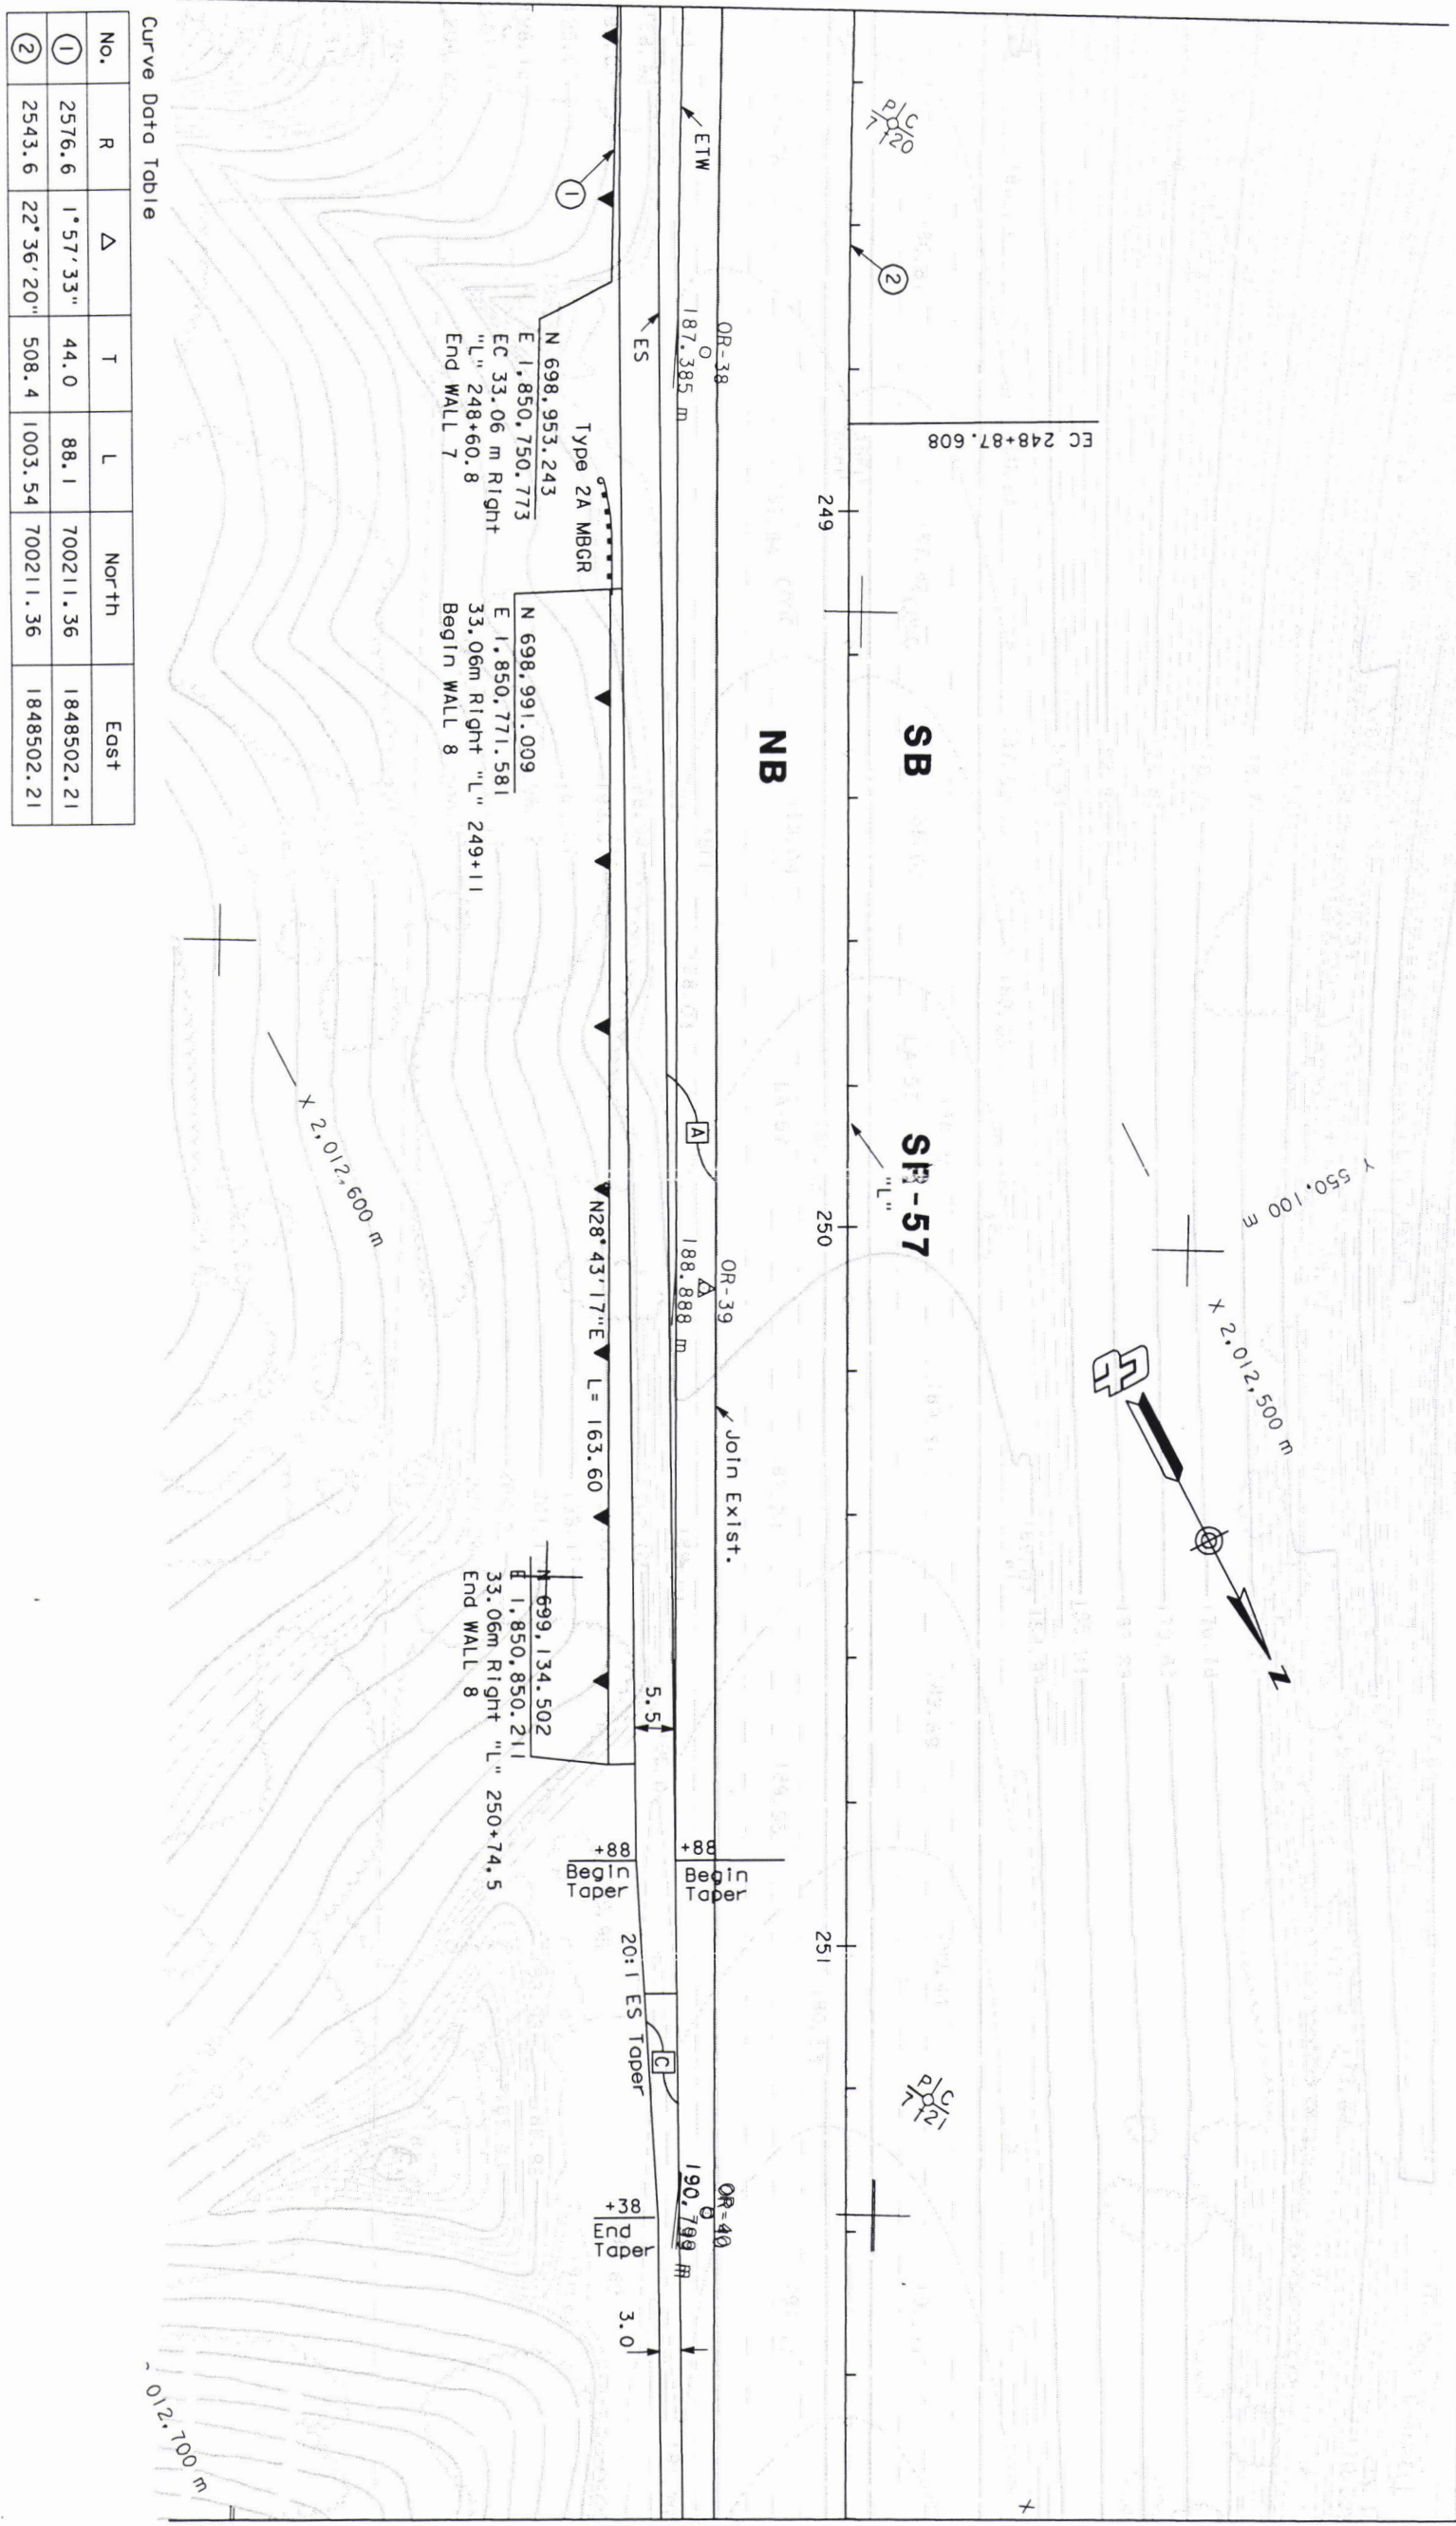 Curve Data Table
No. R △ T L North East
① 2576.6 1°57'33" 44.0 88.1 700211.36 1848502.21
② 2543.6 22°36'20" 508.4 1003.54 700211.36 1848502.21
P/C
7-20
②
EC 248+87.608
249
SB
NB
SR-57
"L"
250
251
Y 550,100 m
X 2,012,500 m
N
P/C
7-21
ETW
①
ES
OR-38
187.385 m
N 698,953.243
E 1,850,750.773
EC 33.06 m Right
"L" 248+60.8
End WALL 7
Type 2A MBGR
N 698,991.009
E 1,850,771.581
33.06m Right "L" 249+11
Begin WALL 8
A
OR-39
188.888 m
N28°43'17"E L= 163.60
Join Exist.
X 2,012,600 m
N 699,134.502
E 1,850,850.211
33.06m Right "L" 250+74.5
End WALL 8
5.5
+88
Begin
Taper
+88
Begin
Taper
20:1 ES Taper
C
OR-40
+38
End
Taper
3.0
012,700 m
X